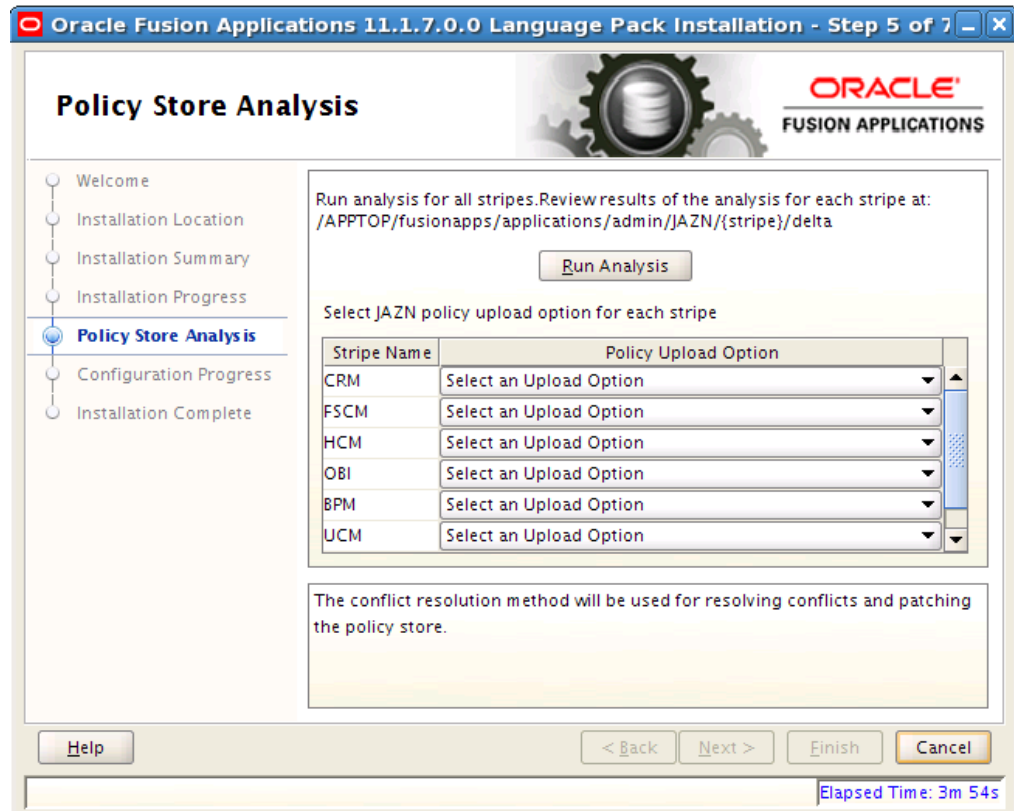 Oracle Fusion Applications 11.1.7.0.0 Language Pack Installation - Step 5 of 7
Policy Store Analysis
ORACLE
FUSION APPLICATIONS
Welcome
Installation Location
Installation Summary
Installation Progress
Policy Store Analysis
Configuration Progress
Installation Complete
Run analysis for all stripes.Review results of the analysis for each stripe at:
/APPTOP/fusionapps/applications/admin/JAZN/{stripe}/delta
Run Analysis
Select JAZN policy upload option for each stripe
Stripe Name Policy Upload Option
CRM Select an Upload Option
FSCM Select an Upload Option
HCM Select an Upload Option
OBI Select an Upload Option
BPM Select an Upload Option
UCM Select an Upload Option
The conflict resolution method will be used for resolving conflicts and patching
the policy store.
Help < Back Next > Finish Cancel
Elapsed Time: 3m 54s